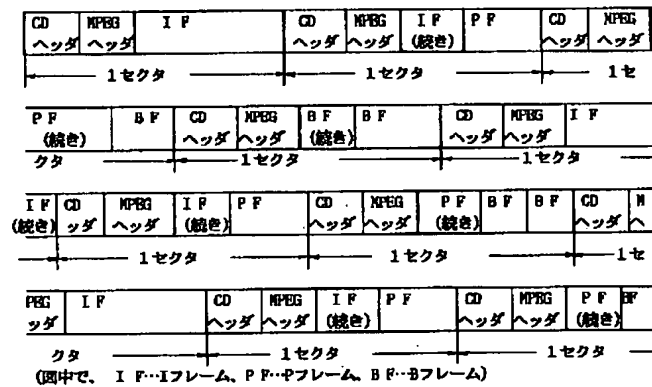 CD MPEG I F CD MPEG I F P F CD MPEG
ヘッダ ヘッダ ヘッダ ヘッダ (続き) ヘッダ ヘッダ
1セクタ 1セクタ 1セ
P F B F CD MPEG B F B F CD MPEG I F
(続き) ヘッダ ヘッダ (続き) ヘッダ ヘッダ
クタ 1セクタ 1セクタ
I F CD MPEG I F P F CD MPEG P F B F B F CD M
(続き) ッダ ヘッダ (続き) ヘッダ ヘッダ (続き) ヘッダ ヘ
1セクタ 1セクタ 1セ
PEG I F CD MPEG I F P F CD MPEG P F BF
ッダ ヘッダ ヘッダ (続き) ヘッダ ヘッダ (続き)
クタ 1セクタ 1セクタ
(図中で、 I F…Iフレーム、P F…Pフレーム、B F…Bフレーム)